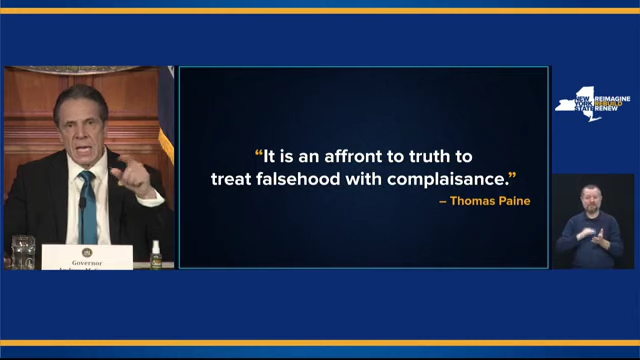 “It is an affront to truth to
treat falsehood with complaisance.”
– Thomas Paine
NEW
YORK
STATE
REIMAGINE
REBUILD
RENEW
Governor